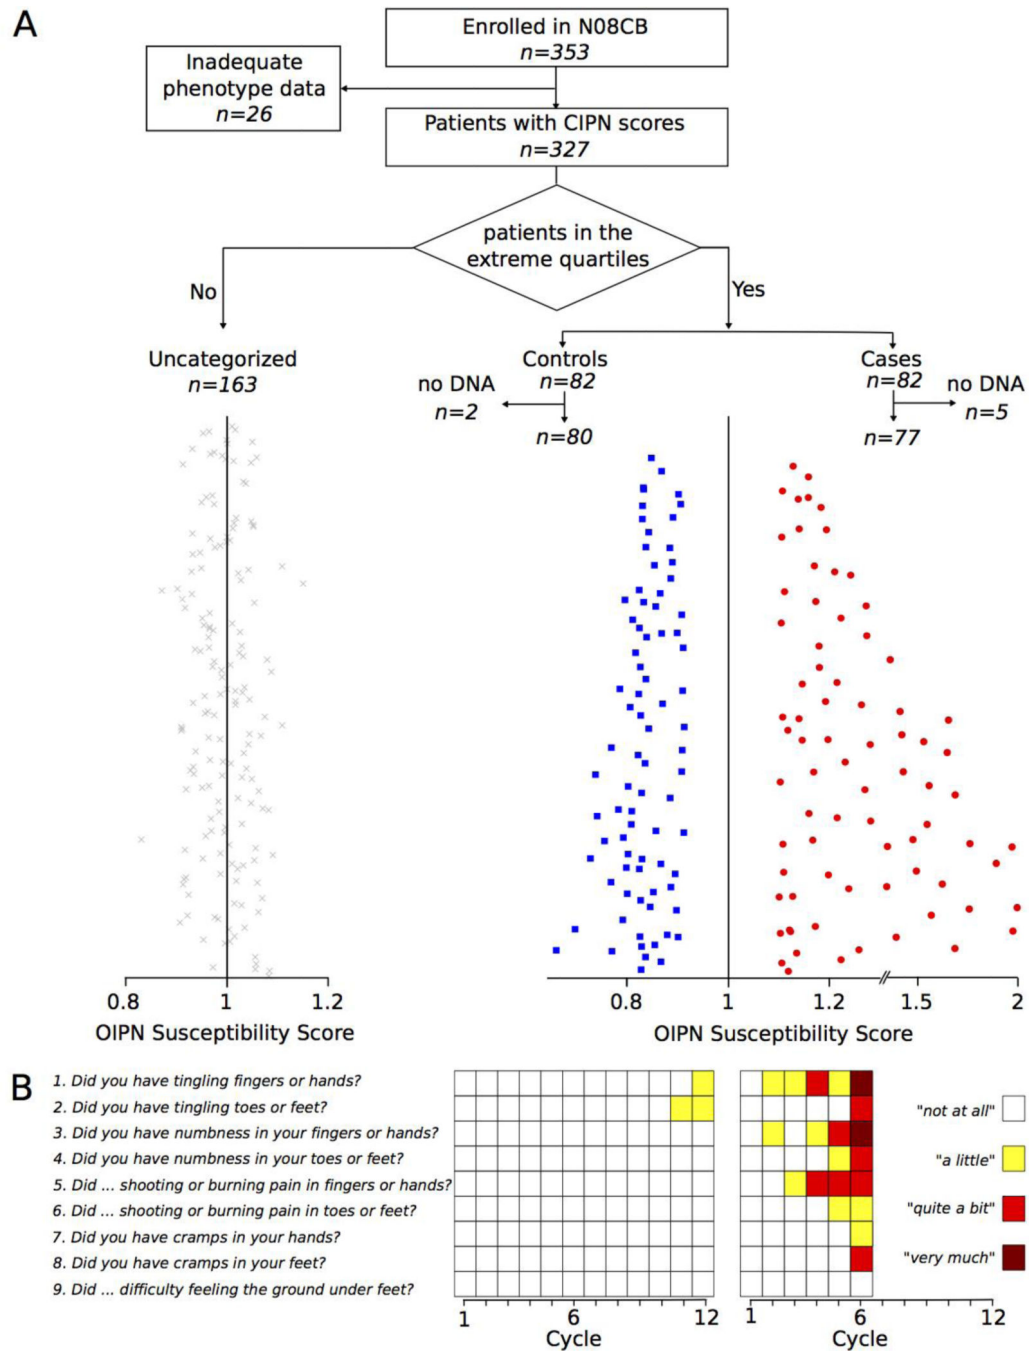 A
Enrolled in N08CB
n=353
Inadequate
phenotype data
n=26
Patients with CIPN scores
n=327
patients in the
extreme quartiles
No
Yes
Uncategorized
n=163
Controls
n=82
no DNA
n=2
n=80
Cases
n=82
no DNA
n=5
n=77
0.8 1 1.2
OIPN Susceptibility Score
0.8 1 1.2 1.5 2
OIPN Susceptibility Score
B
1. Did you have tingling fingers or hands?
2. Did you have tingling toes or feet?
3. Did you have numbness in your fingers or hands?
4. Did you have numbness in your toes or feet?
5. Did ... shooting or burning pain in fingers or hands?
6. Did ... shooting or burning pain in toes or feet?
7. Did you have cramps in your hands?
8. Did you have cramps in your feet?
9. Did ... difficulty feeling the ground under feet?
1 6 12
Cycle
1 6 12
Cycle
"not at all"
"a little"
"quite a bit"
"very much"